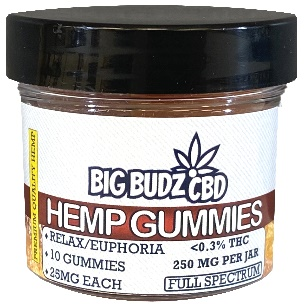 BIG BUDZ CBD
HEMP GUMMIES
PREMIUM QUALITY HEMP
• RELAX/EUPHORIA
• 10 GUMMIES
• 25MG EACH
<0.3% THC
250 MG PER JAR
FULL SPECTRUM